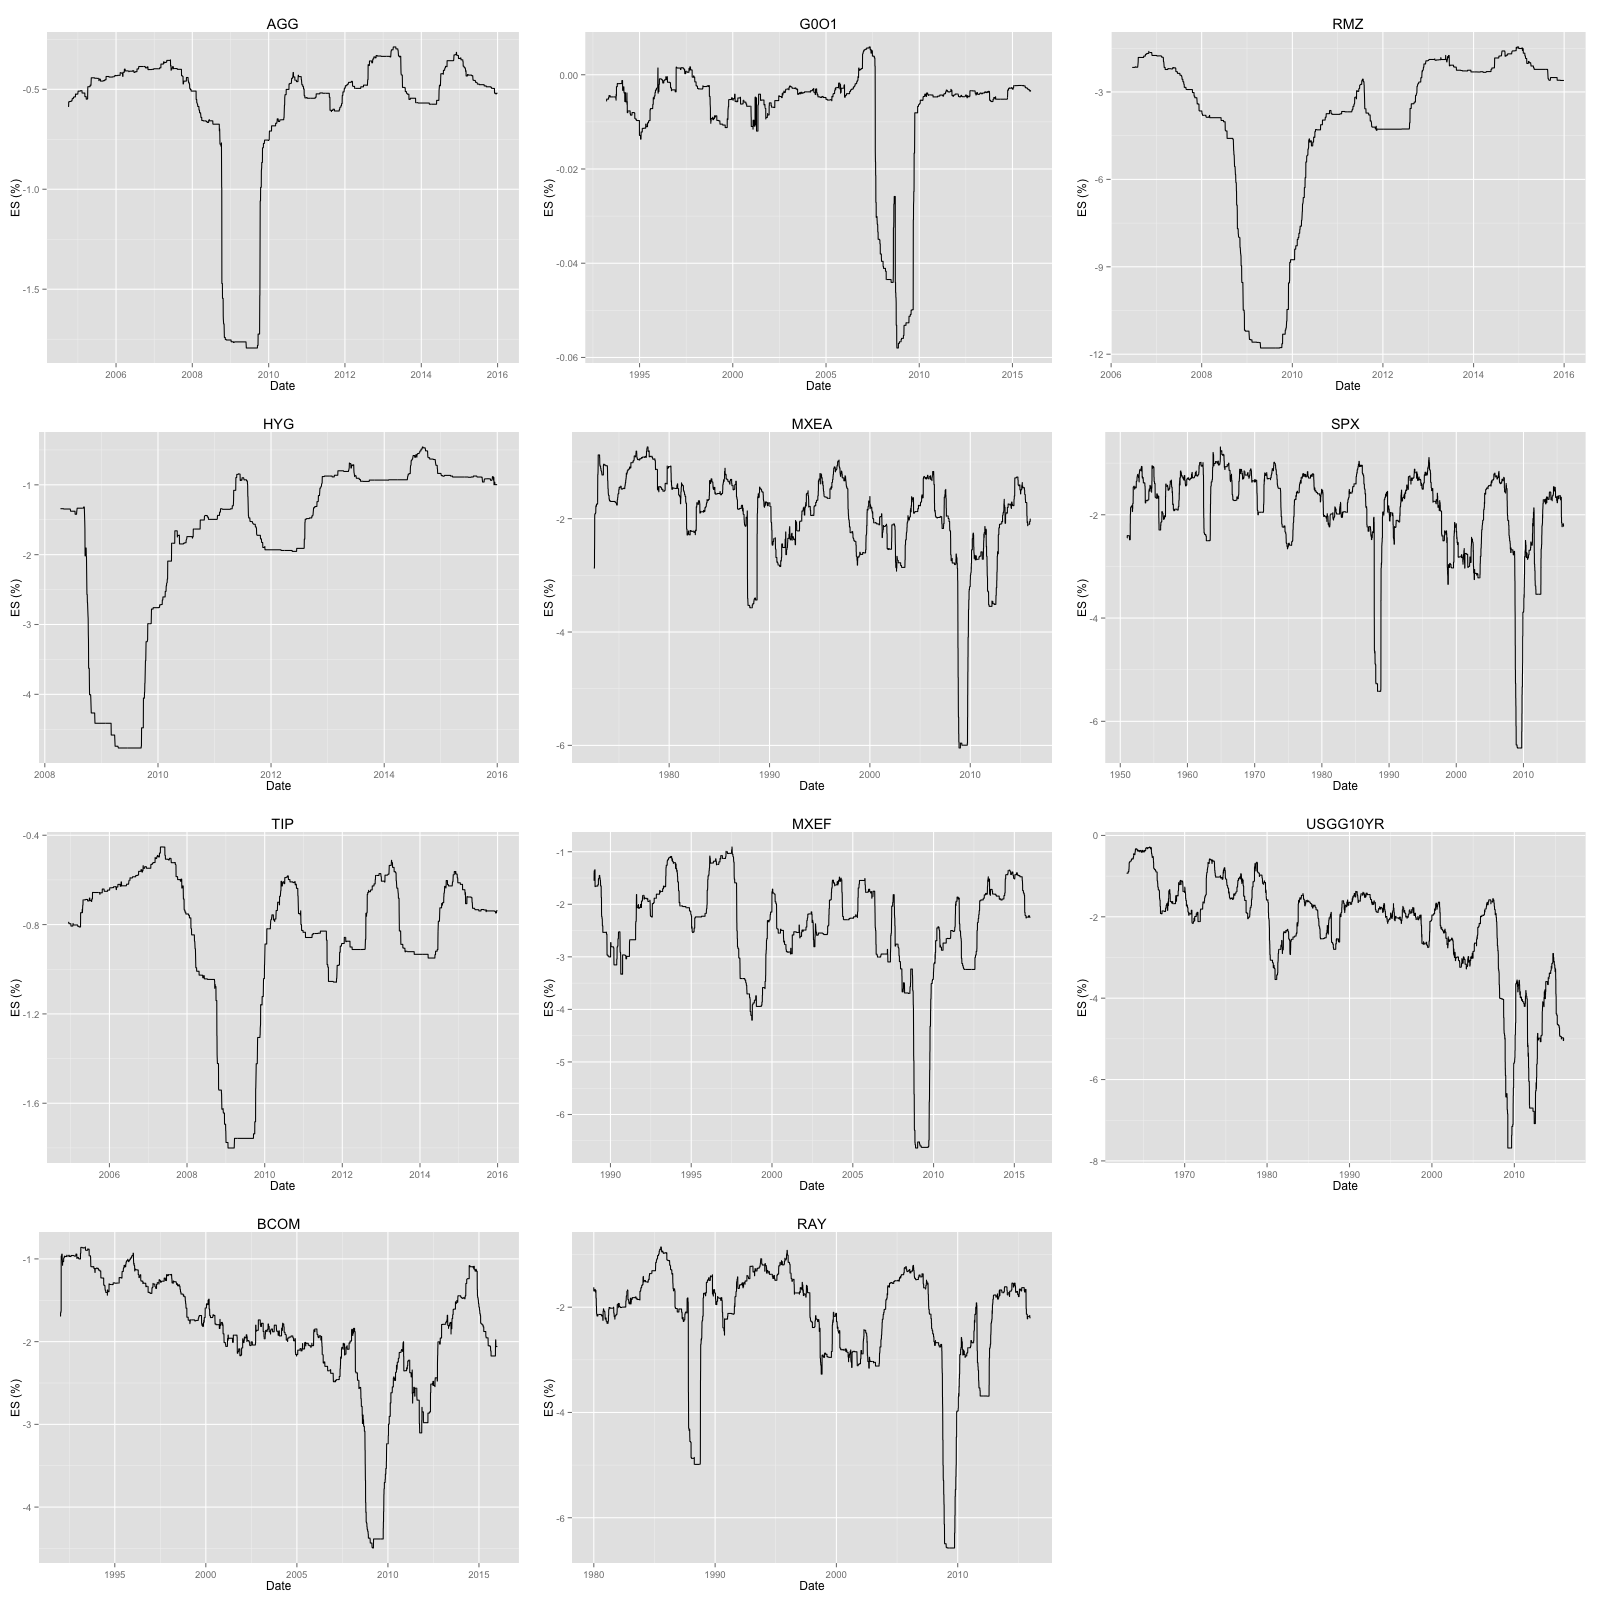 AGG
-0.5
-1.0
-1.5
ES (%)
2006 2008 2010 2012 2014 2016
Date
G0O1
0.00
-0.02
-0.04
-0.06
ES (%)
1995 2000 2005 2010 2015
Date
RMZ
-3
-6
-9
-12
ES (%)
2006 2008 2010 2012 2014 2016
Date
HYG
-1
-2
-3
-4
ES (%)
2008 2010 2012 2014 2016
Date
MXEA
-2
-4
-6
ES (%)
1980 1990 2000 2010
Date
SPX
-2
-4
-6
ES (%)
1950 1960 1970 1980 1990 2000 2010
Date
TIP
-0.4
-0.8
-1.2
-1.6
ES (%)
2006 2008 2010 2012 2014 2016
Date
MXEF
-1
-2
-3
-4
-5
-6
ES (%)
1990 1995 2000 2005 2010 2015
Date
USGG10YR
0
-2
-4
-6
-8
ES (%)
1970 1980 1990 2000 2010
Date
BCOM
-1
-2
-3
-4
ES (%)
1995 2000 2005 2010 2015
Date
RAY
-2
-4
-6
ES (%)
1980 1990 2000 2010
Date